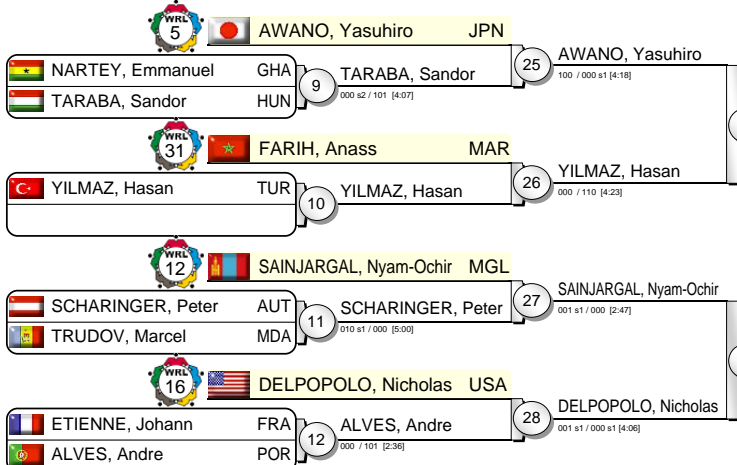 WRL
5
AWANO, Yasuhiro JPN
NARTEY, Emmanuel GHA
TARABA, Sandor HUN
9
TARABA, Sandor
000 s2 / 101 [4:07]
25
AWANO, Yasuhiro
100 / 000 s1 [4:18]
WRL
31
FARIH, Anass MAR
YILMAZ, Hasan TUR
10
YILMAZ, Hasan
26
YILMAZ, Hasan
000 / 110 [4:23]
WRL
12
SAINJARGAL, Nyam-Ochir MGL
SCHARINGER, Peter AUT
TRUDOV, Marcel MDA
11
SCHARINGER, Peter
010 s1 / 000 [5:00]
27
SAINJARGAL, Nyam-Ochir
001 s1 / 000 [2:47]
WRL
16
DELPOPOLO, Nicholas USA
ETIENNE, Johann FRA
ALVES, Andre POR
12
ALVES, Andre
000 / 101 [2:36]
28
DELPOPOLO, Nicholas
001 s1 / 000 s1 [4:06]